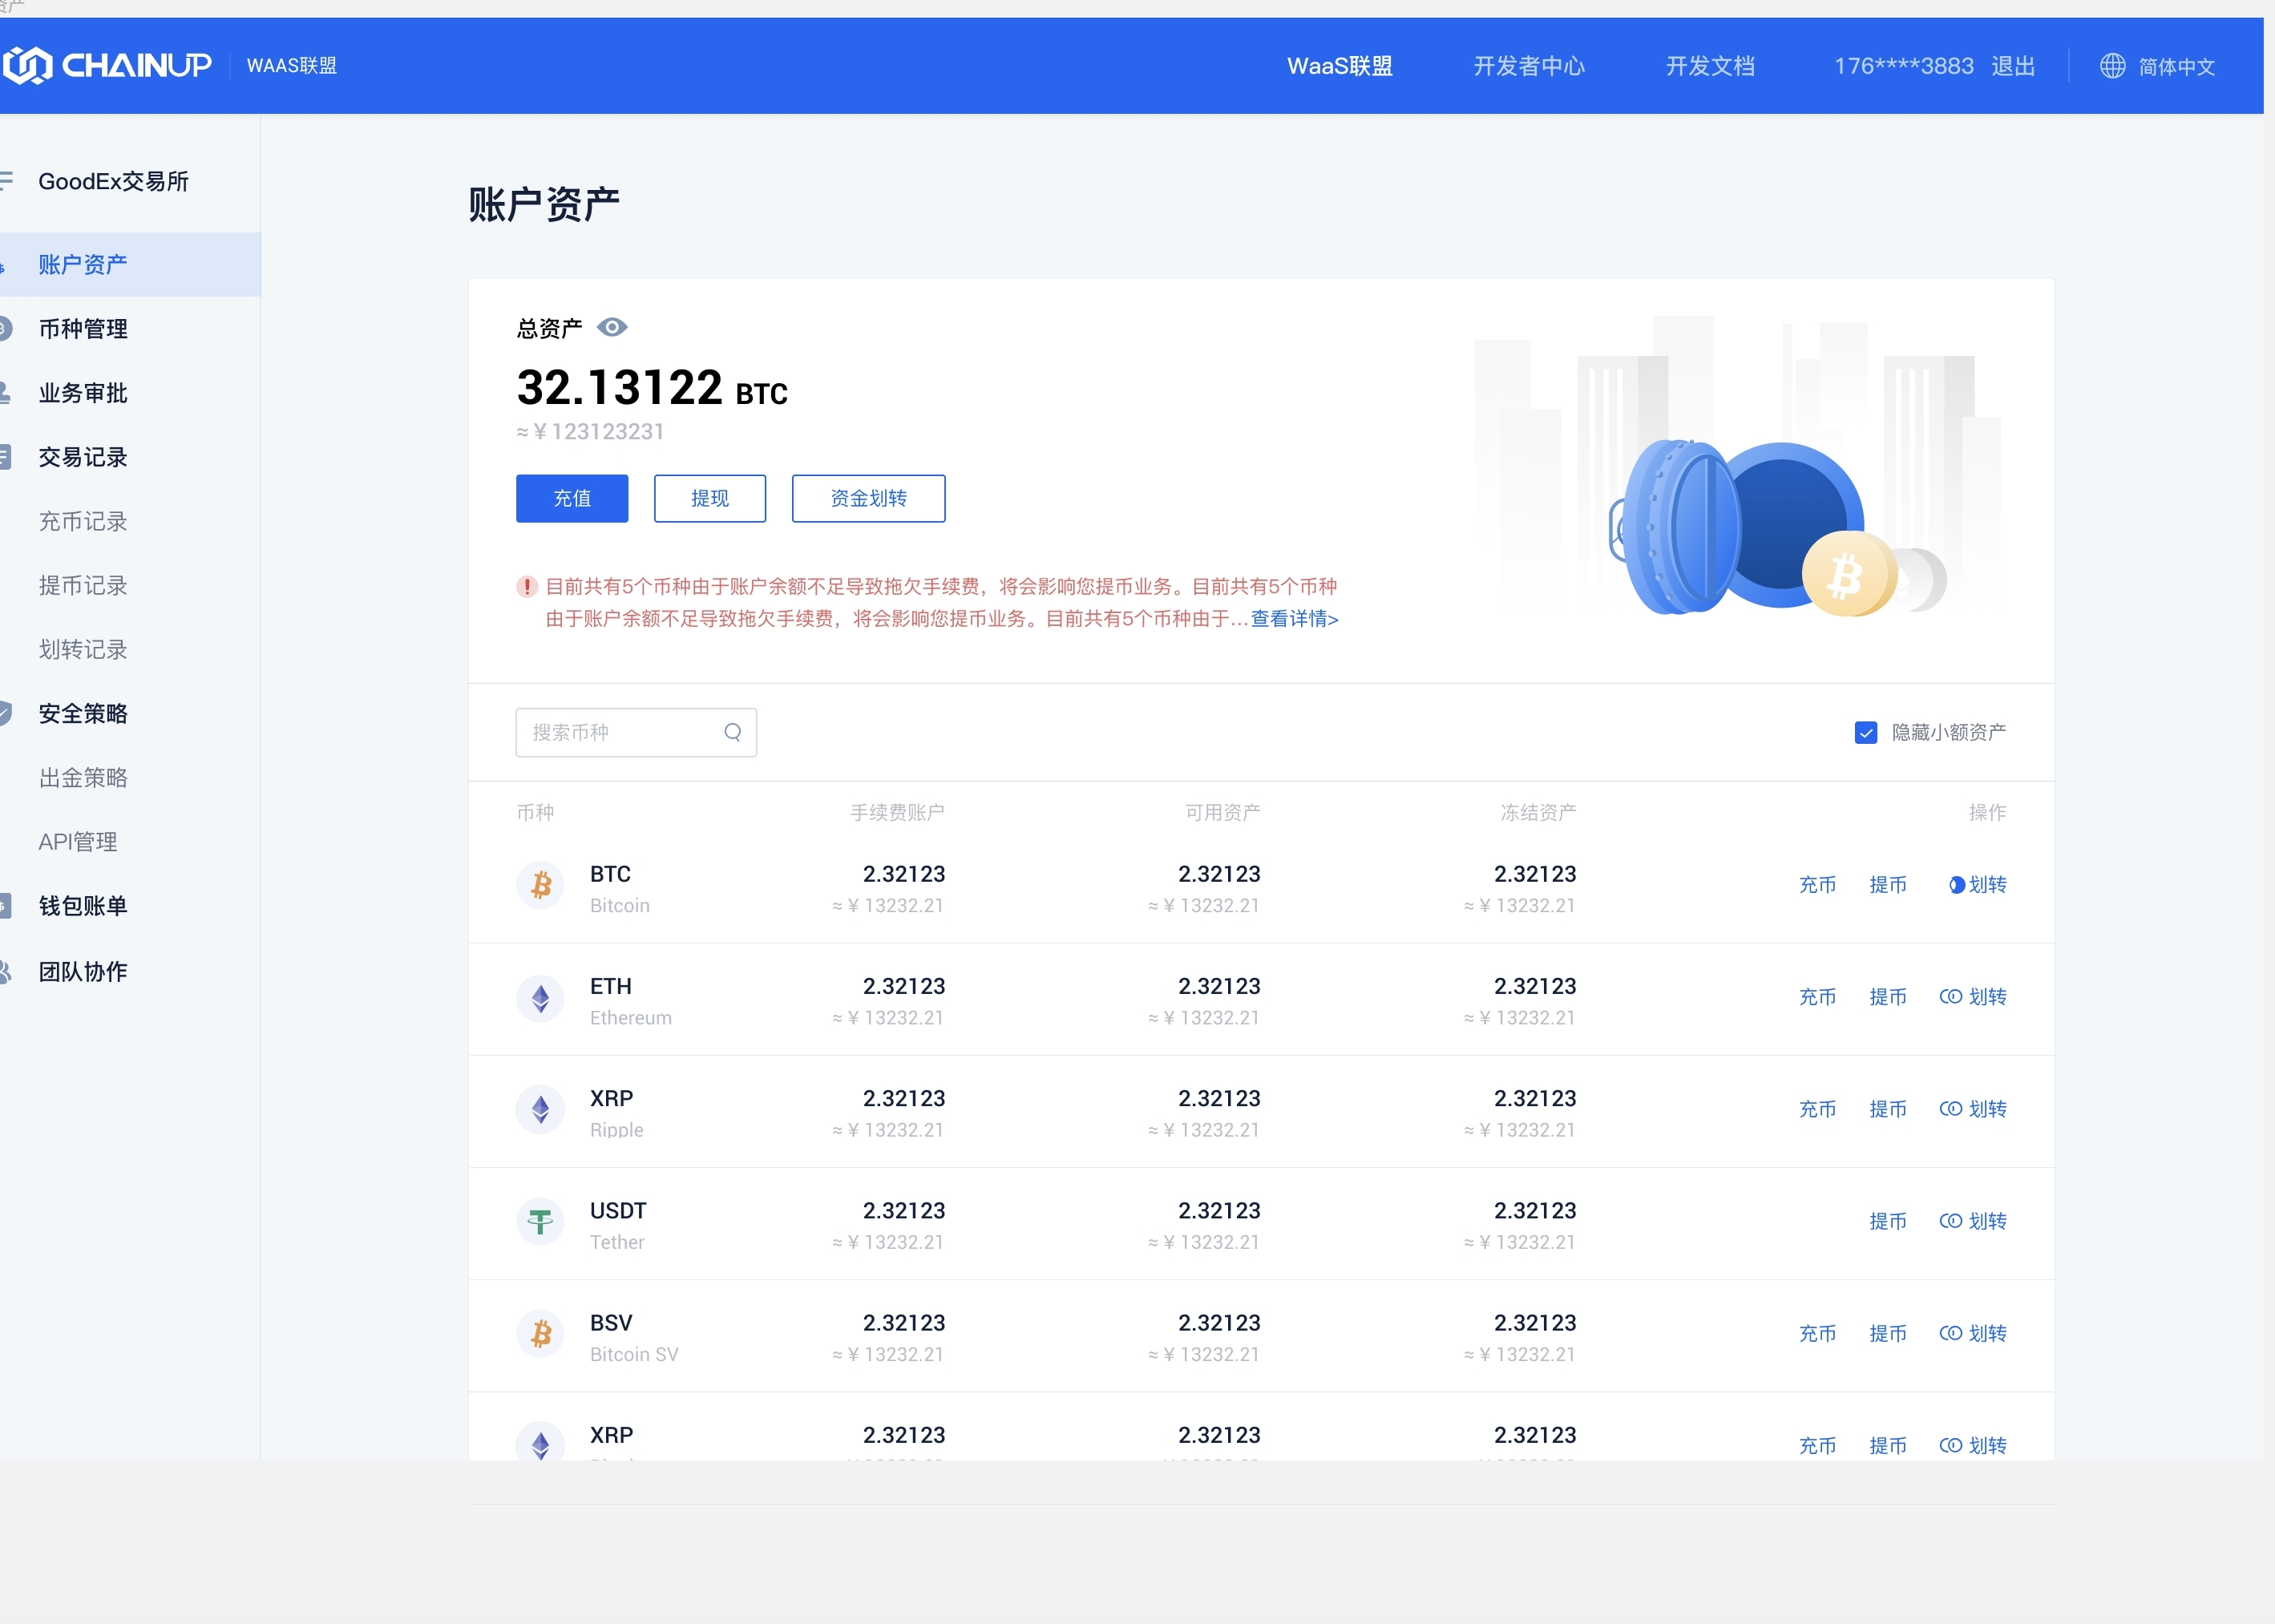 资产
CHAINUP
WAAS联盟
WaaS联盟
开发者中心
开发文档
176****3883 退出
简体中文
GoodEx交易所
账户资产
币种管理
业务审批
交易记录
充币记录
提币记录
划转记录
安全策略
出金策略
API管理
钱包账单
团队协作
账户资产
总资产
32.13122 BTC
≈ ¥ 123123231
充值
提现
资金划转
目前共有5个币种由于账户余额不足导致拖欠手续费，将会影响您提币业务。目前共有5个币种
由于账户余额不足导致拖欠手续费，将会影响您提币业务。目前共有5个币种由于...查看详情>
搜索币种
隐藏小额资产
币种 手续费账户 可用资产 冻结资产 操作
BTC 2.32123 2.32123 2.32123
Bitcoin ≈ ¥ 13232.21 ≈ ¥ 13232.21 ≈ ¥ 13232.21
充币 提币 划转
ETH 2.32123 2.32123 2.32123
Ethereum ≈ ¥ 13232.21 ≈ ¥ 13232.21 ≈ ¥ 13232.21
充币 提币 划转
XRP 2.32123 2.32123 2.32123
Ripple ≈ ¥ 13232.21 ≈ ¥ 13232.21 ≈ ¥ 13232.21
充币 提币 划转
USDT 2.32123 2.32123 2.32123
Tether ≈ ¥ 13232.21 ≈ ¥ 13232.21 ≈ ¥ 13232.21
提币 划转
BSV 2.32123 2.32123 2.32123
Bitcoin SV ≈ ¥ 13232.21 ≈ ¥ 13232.21 ≈ ¥ 13232.21
充币 提币 划转
XRP 2.32123 2.32123 2.32123
充币 提币 划转